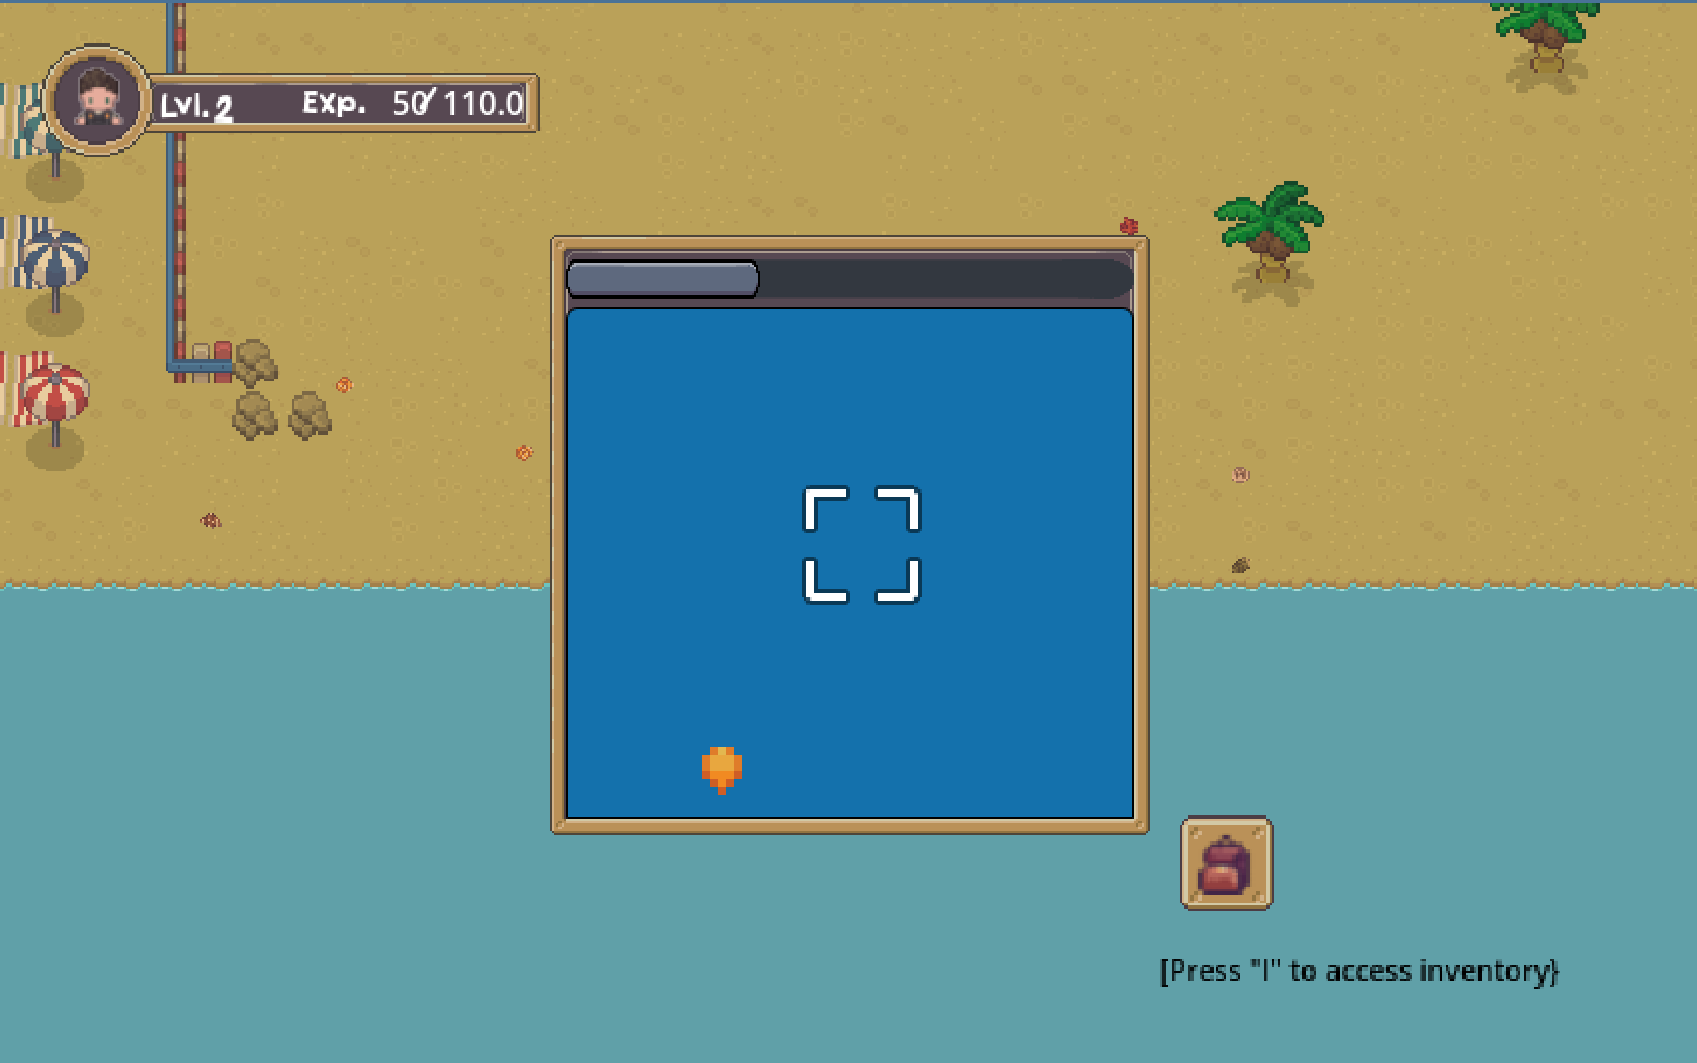 Lvl.2 Exp. 50/110.0
[Press "I" to access inventory}